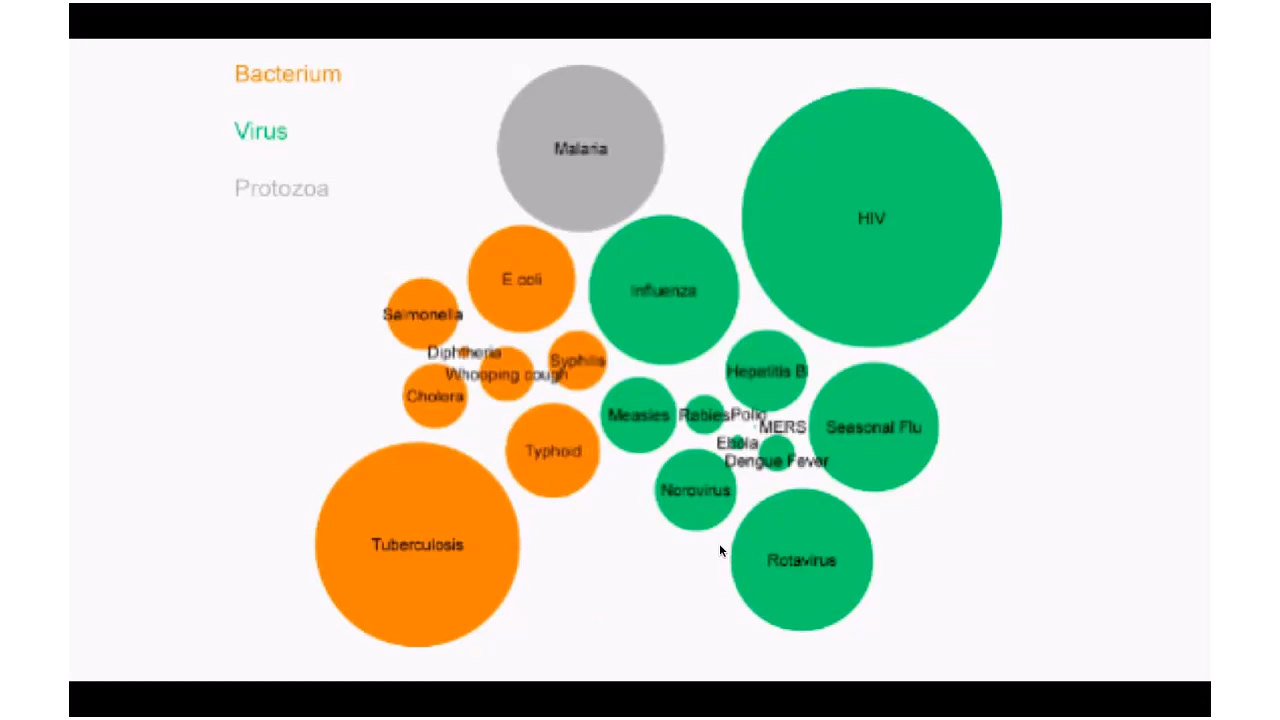 Bacterium
Virus
Protozoa
Malaria
HIV
E coli
Influenza
Salmonella
Diphtheria
Syphilis
Whooping cough
Hepatitis B
Cholera
Measles
Rabies
Polio
MERS
Seasonal Flu
Ebola
Typhoid
Dengue Fever
Norovirus
Tuberculosis
Rotavirus